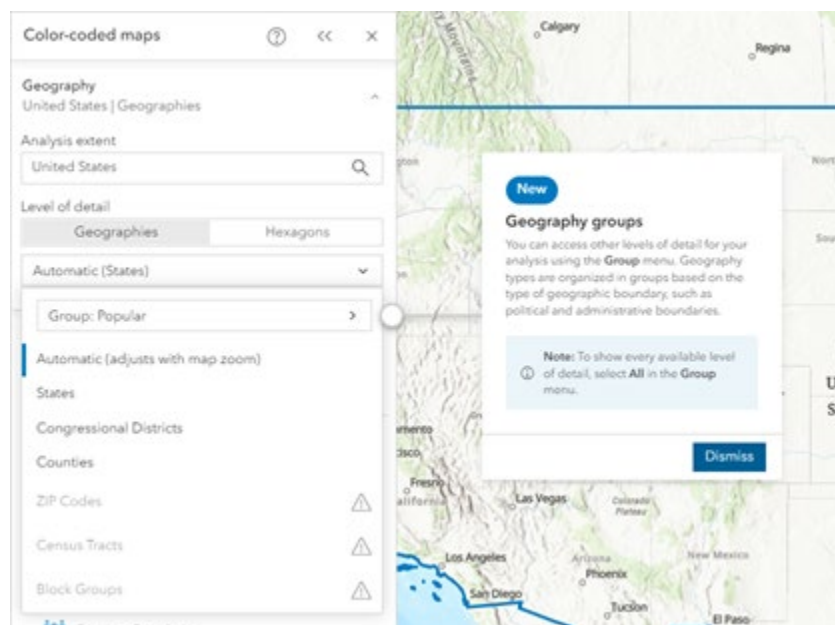 Color-coded maps
Geography
United States | Geographies
Analysis extent
United States
Level of detail
Geographies
Hexagons
Automatic (States)
Group: Popular
Automatic (adjusts with map zoom)
States
Congressional Districts
Counties
ZIP Codes
Census Tracts
Block Groups
Calgary
Regina
Mountains
New
Geography groups
You can access other levels of detail for your
analysis using the Group menu. Geography
types are organized in groups based on the
type of geographic boundary, such as
political and administrative boundaries.
Note: To show every available level
of detail, select All in the Group
menu.
Dismiss
Fresno
Las Vegas
Colorado
Plateau
Los Angeles
Arizona
New Mexico
Phoenix
San Diego
Tucson
El Paso